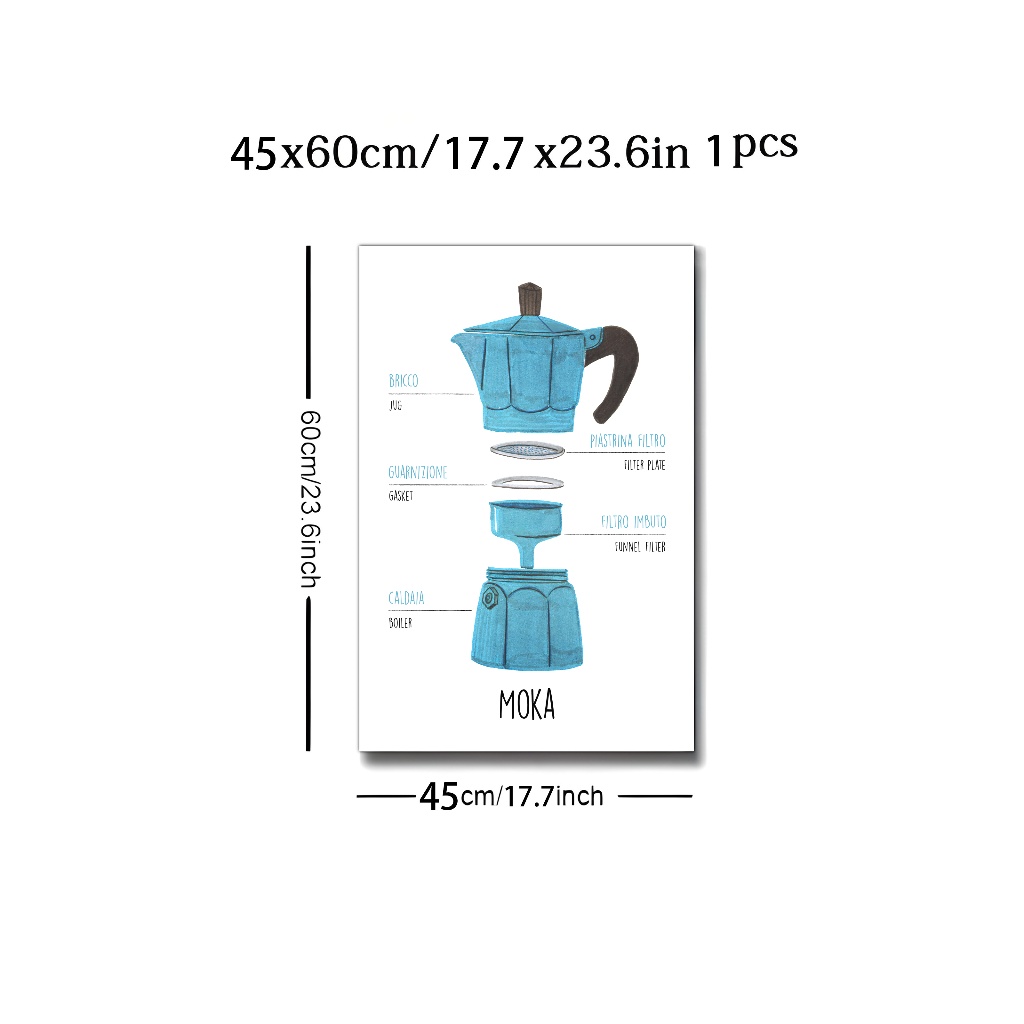 45x60cm/17.7 x23.6in 1pcs
60cm/23.6inch
BRICCO
JUG
PIASTRINA FILTRO
FILTER PLATE
GUARNIZIONE
GASKET
FILTRO IMBUTO
FUNNEL FILTER
CALDAIA
BOILER
MOKA
45cm/17.7inch